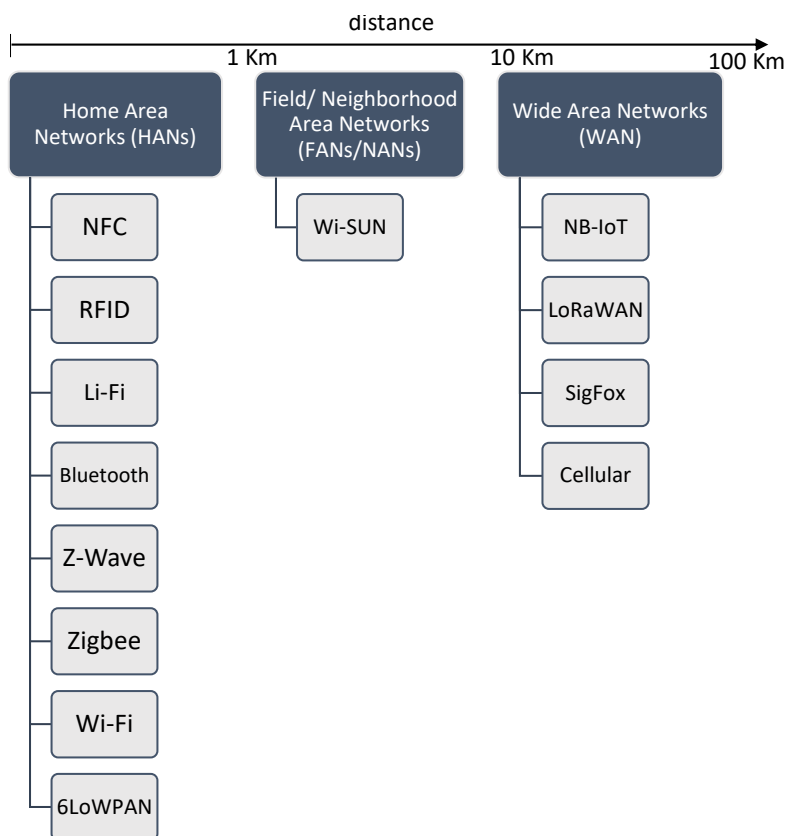 distance
1 Km
10 Km
100 Km
Home Area
Networks (HANs)
Field/ Neighborhood
Area Networks
(FANs/NANs)
Wide Area Networks
(WAN)
NFC
RFID
Li-Fi
Bluetooth
Z-Wave
Zigbee
Wi-Fi
6LoWPAN
Wi-SUN
NB-IoT
LoRaWAN
SigFox
Cellular